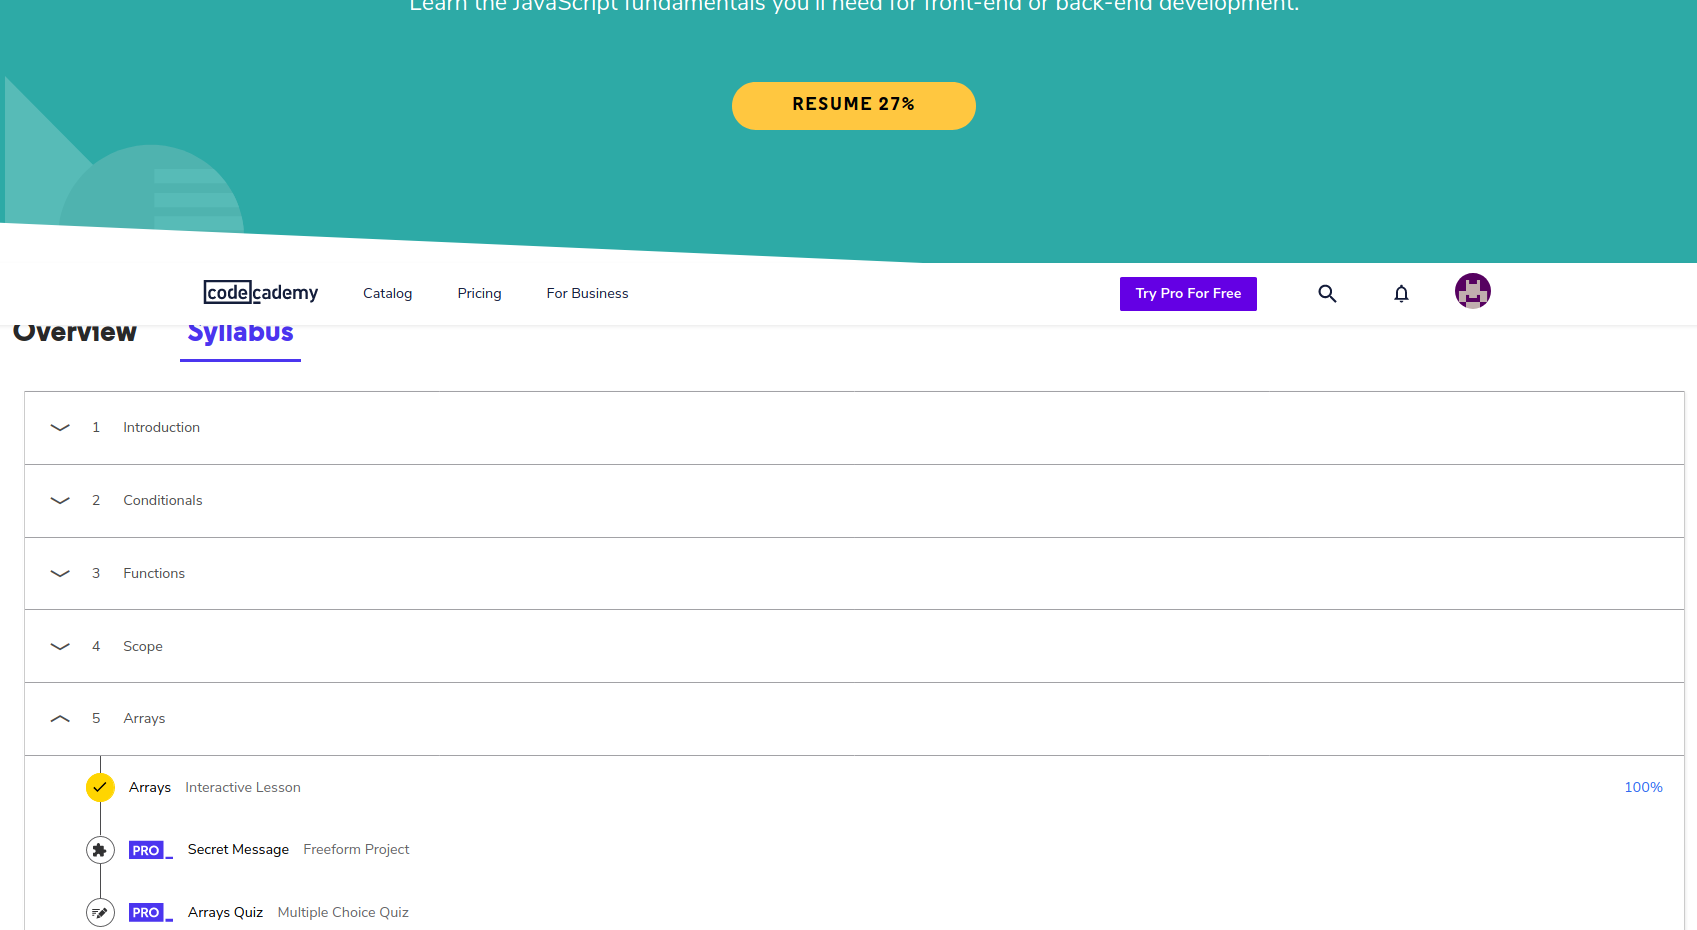 Learn the JavaScript fundamentals you'll need for front-end or back-end development.
RESUME 27%
codecademy Catalog Pricing For Business Try Pro For Free
Overview Syllabus
1 Introduction
2 Conditionals
3 Functions
4 Scope
5 Arrays
Arrays Interactive Lesson 100%
PRO_ Secret Message Freeform Project
PRO_ Arrays Quiz Multiple Choice Quiz